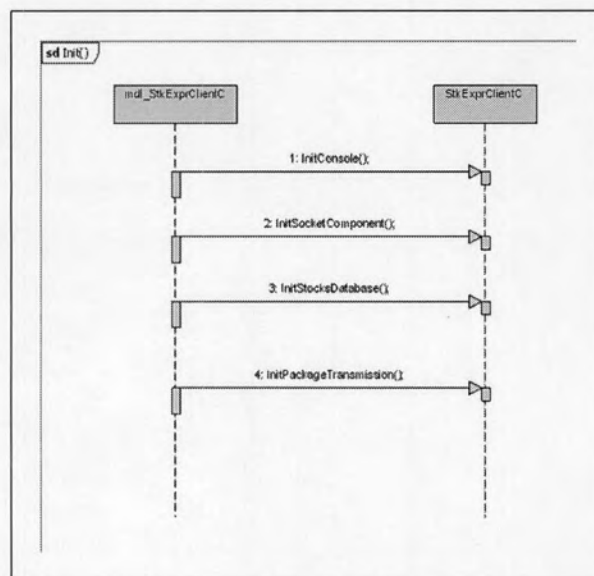 sd Init()
mdl_StkExprClientC
StkExprClientC
1: InitConsole();
2: InitSocketComponent();
3: InitStocksDatabase();
4: InitPackageTransmission();